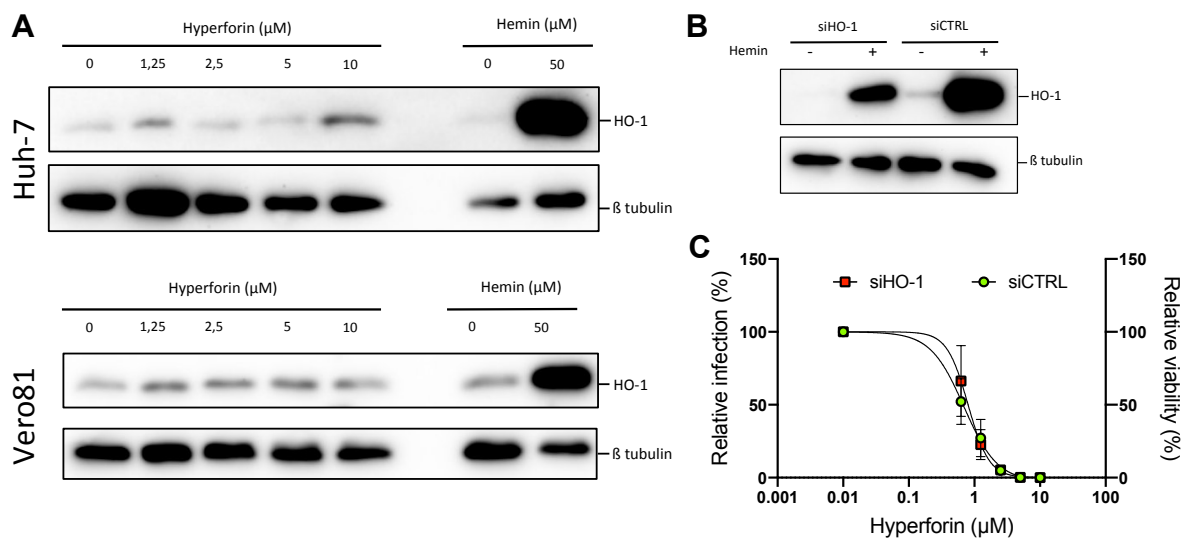 A
Hyperforin (µM)
Hemin (µM)
0 1,25 2,5 5 10 0 50
Huh-7
HO-1
ß tubulin
Hyperforin (µM)
Hemin (µM)
0 1,25 2,5 5 10 0 50
Vero81
HO-1
ß tubulin
B
siHO-1 siCTRL
Hemin - + - +
HO-1
ß tubulin
C
150 150
siHO-1 siCTRL
100 100
50 50
0 0
Relative infection (%)
Relative viability (%)
0.001 0.01 0.1 1 10 100
Hyperforin (µM)